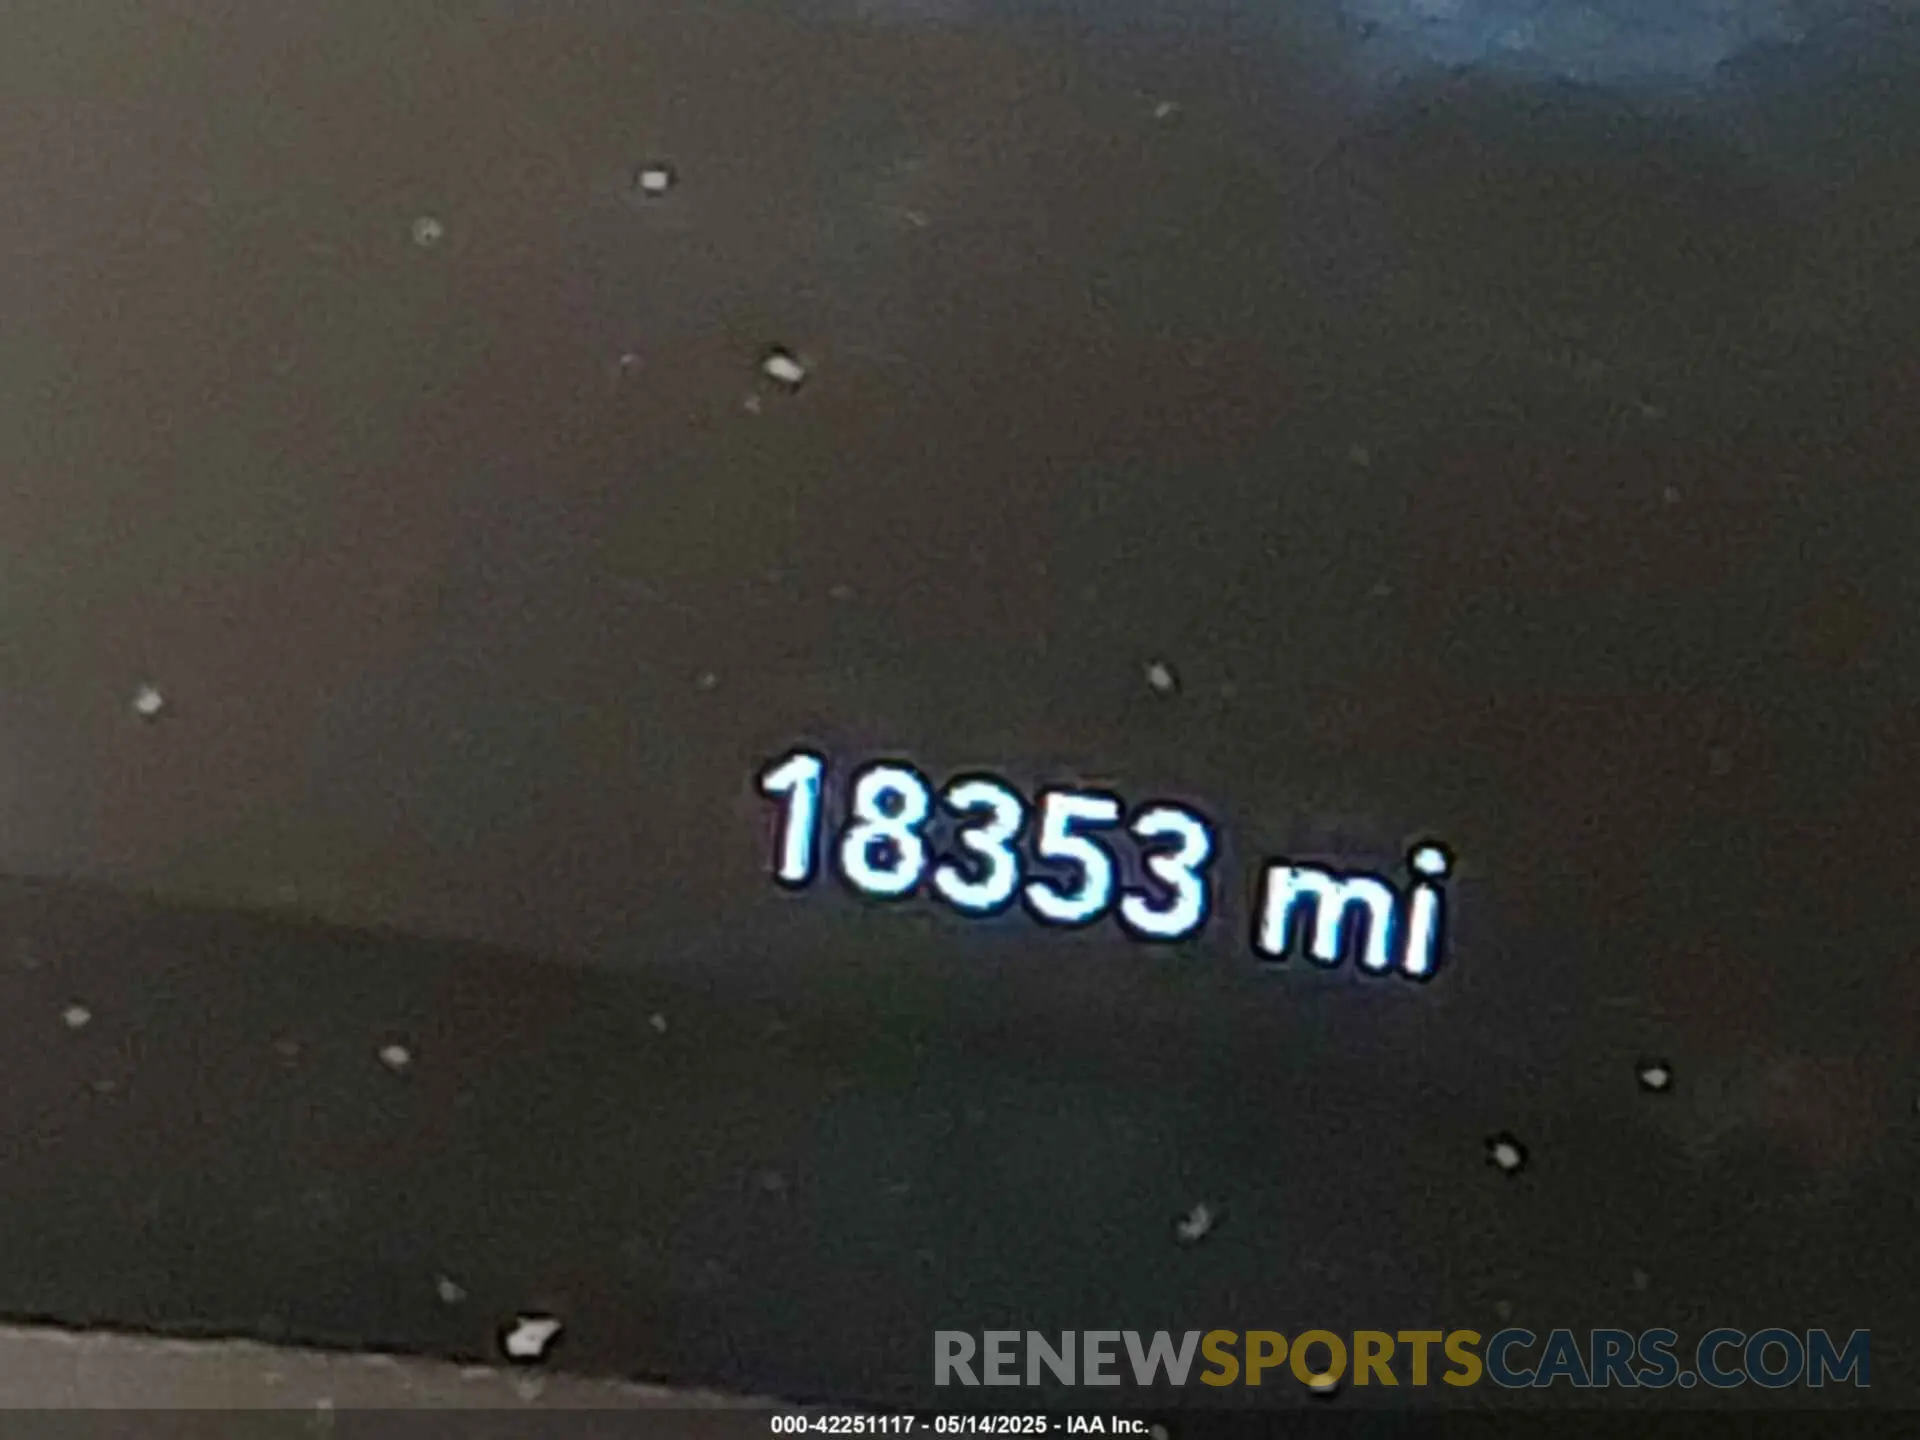 18353 mi
RENEWSPORTSCARS.COM
000-42251117 - 05/14/2025 - IAA Inc.